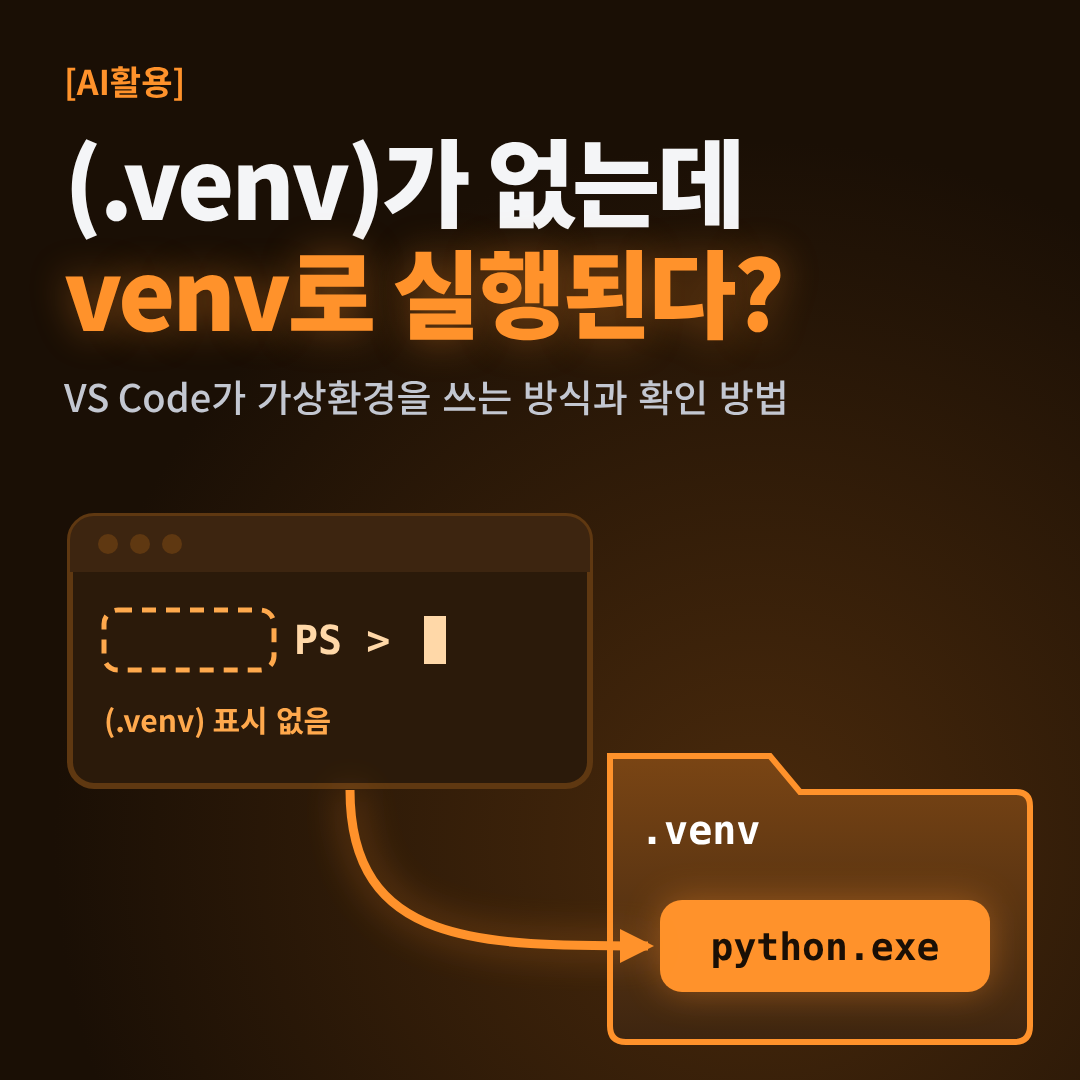 [AI활용]
(.venv)가 없는데
venv로 실행된다?
VS Code가 가상환경을 쓰는 방식과 확인 방법
PS >
(.venv) 표시 없음
.venv
python.exe